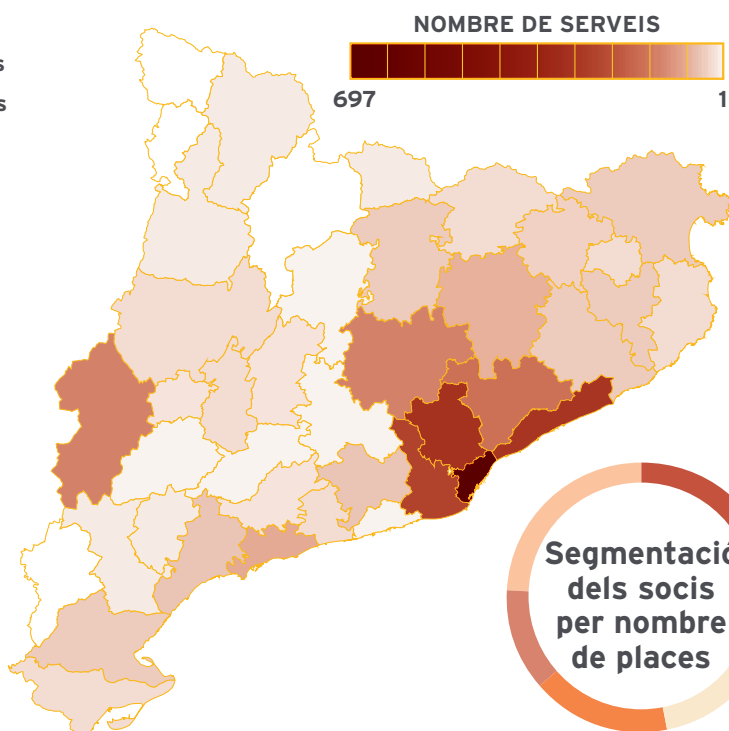 NOMBRE DE SERVEIS
697
1
s
s
Segmentació
dels socis
per nombre
de places